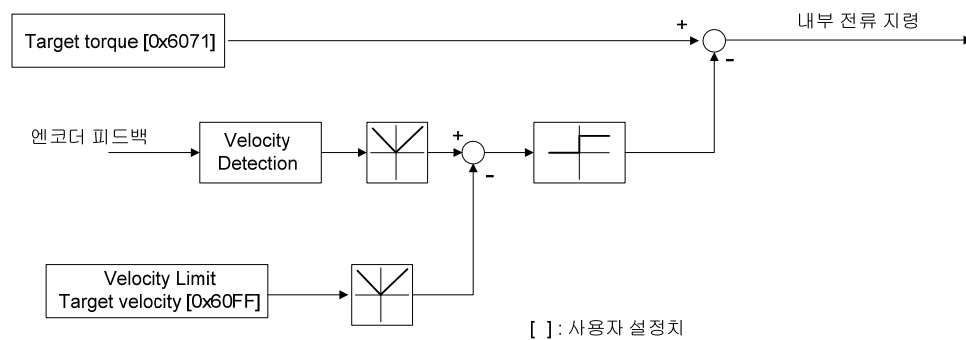 내부 전류 지령
Target torque [0x6071]
+
-
엔코더 피드백
Velocity
Detection
+
-
Velocity Limit
Target velocity [0x60FF]
[ ] : 사용자 설정치